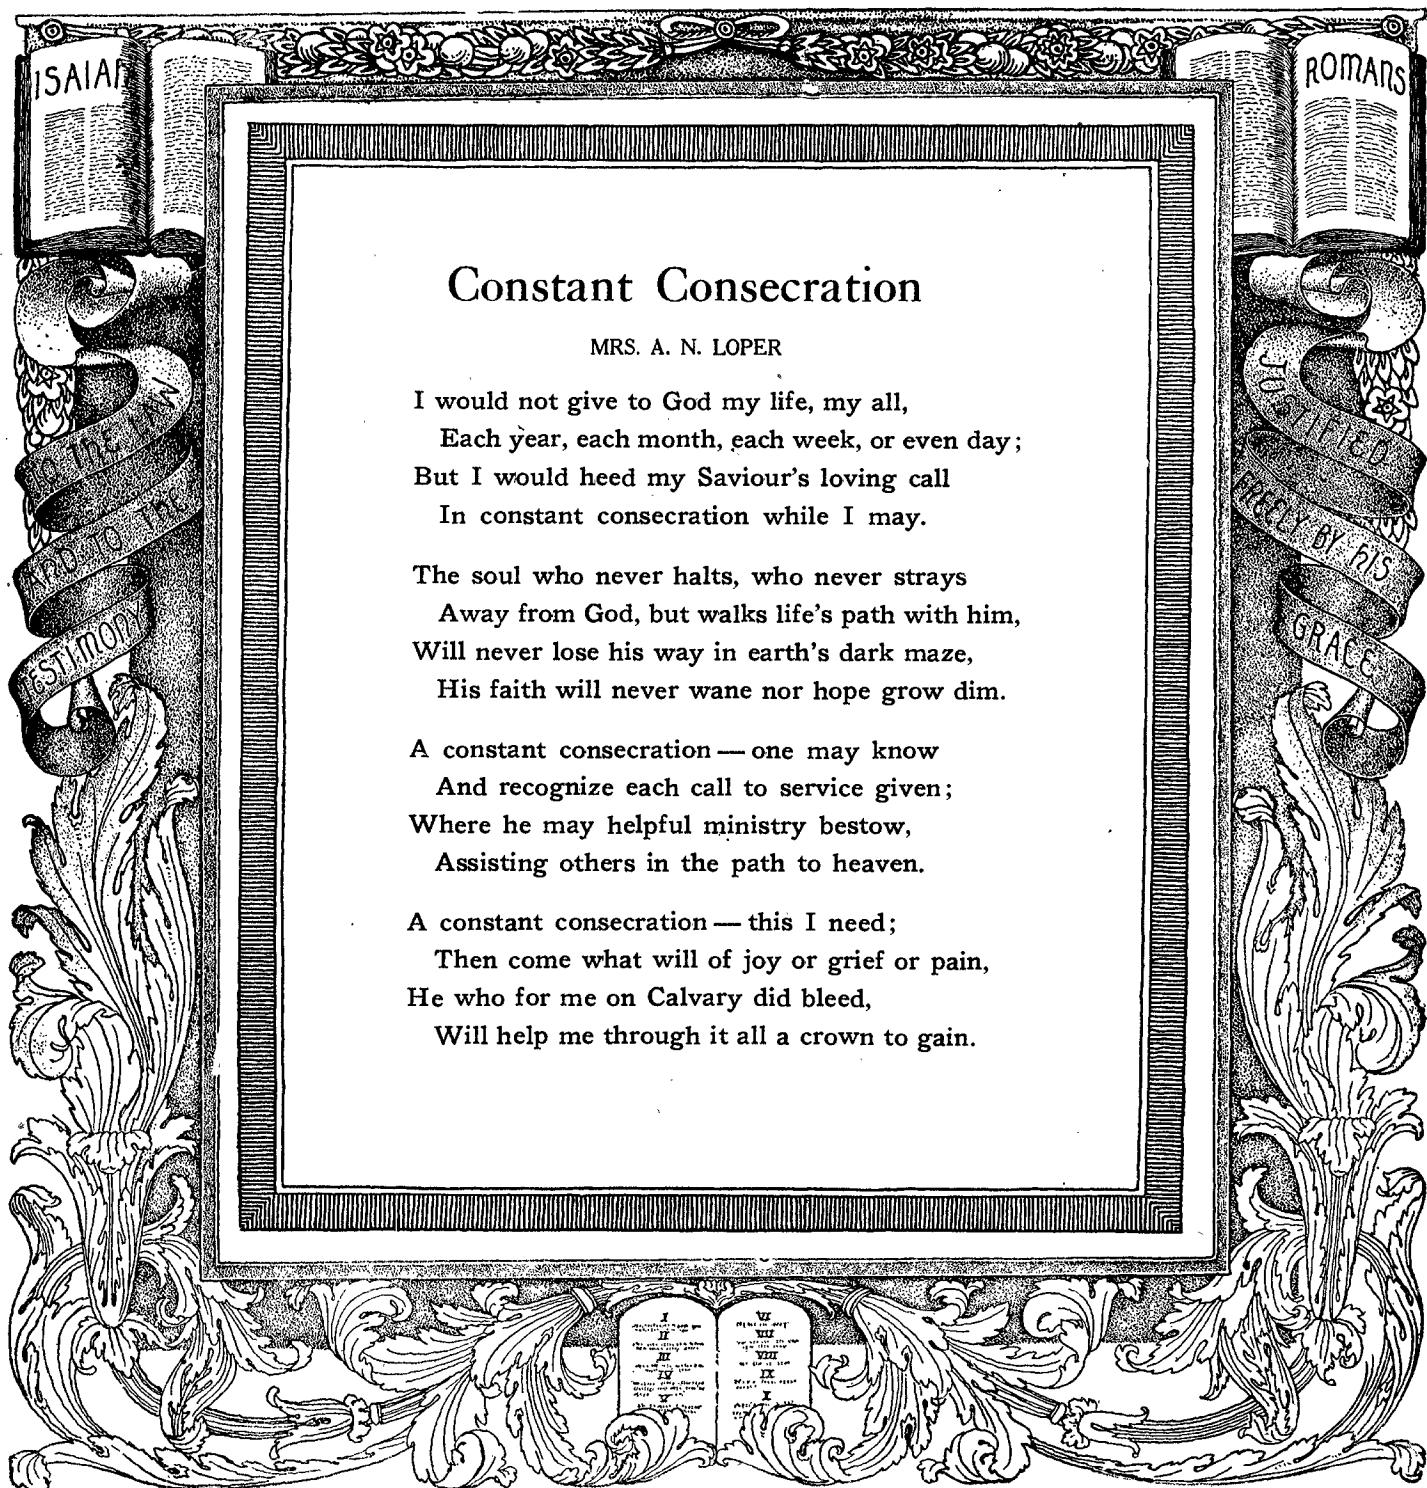 ISAIAH
ROMANS
Constant Consecration
MRS. A. N. LOPER
I would not give to God my life, my all,
Each year, each month, each week, or even day;
But I would heed my Saviour's loving call
In constant consecration while I may.
The soul who never halts, who never strays
Away from God, but walks life's path with him,
Will never lose his way in earth's dark maze,
His faith will never wane nor hope grow dim.
A constant consecration — one may know
And recognize each call to service given;
Where he may helpful ministry bestow,
Assisting others in the path to heaven.
A constant consecration — this I need;
Then come what will of joy or grief or pain,
He who for me on Calvary did bleed,
Will help me through it all a crown to gain.
TO THE LAW
AND TO THE
TESTIMONY
JUSTIFIED
FREELY BY HIS
GRACE
I
II
III
IV
V
VI
VII
VIII
IX
X